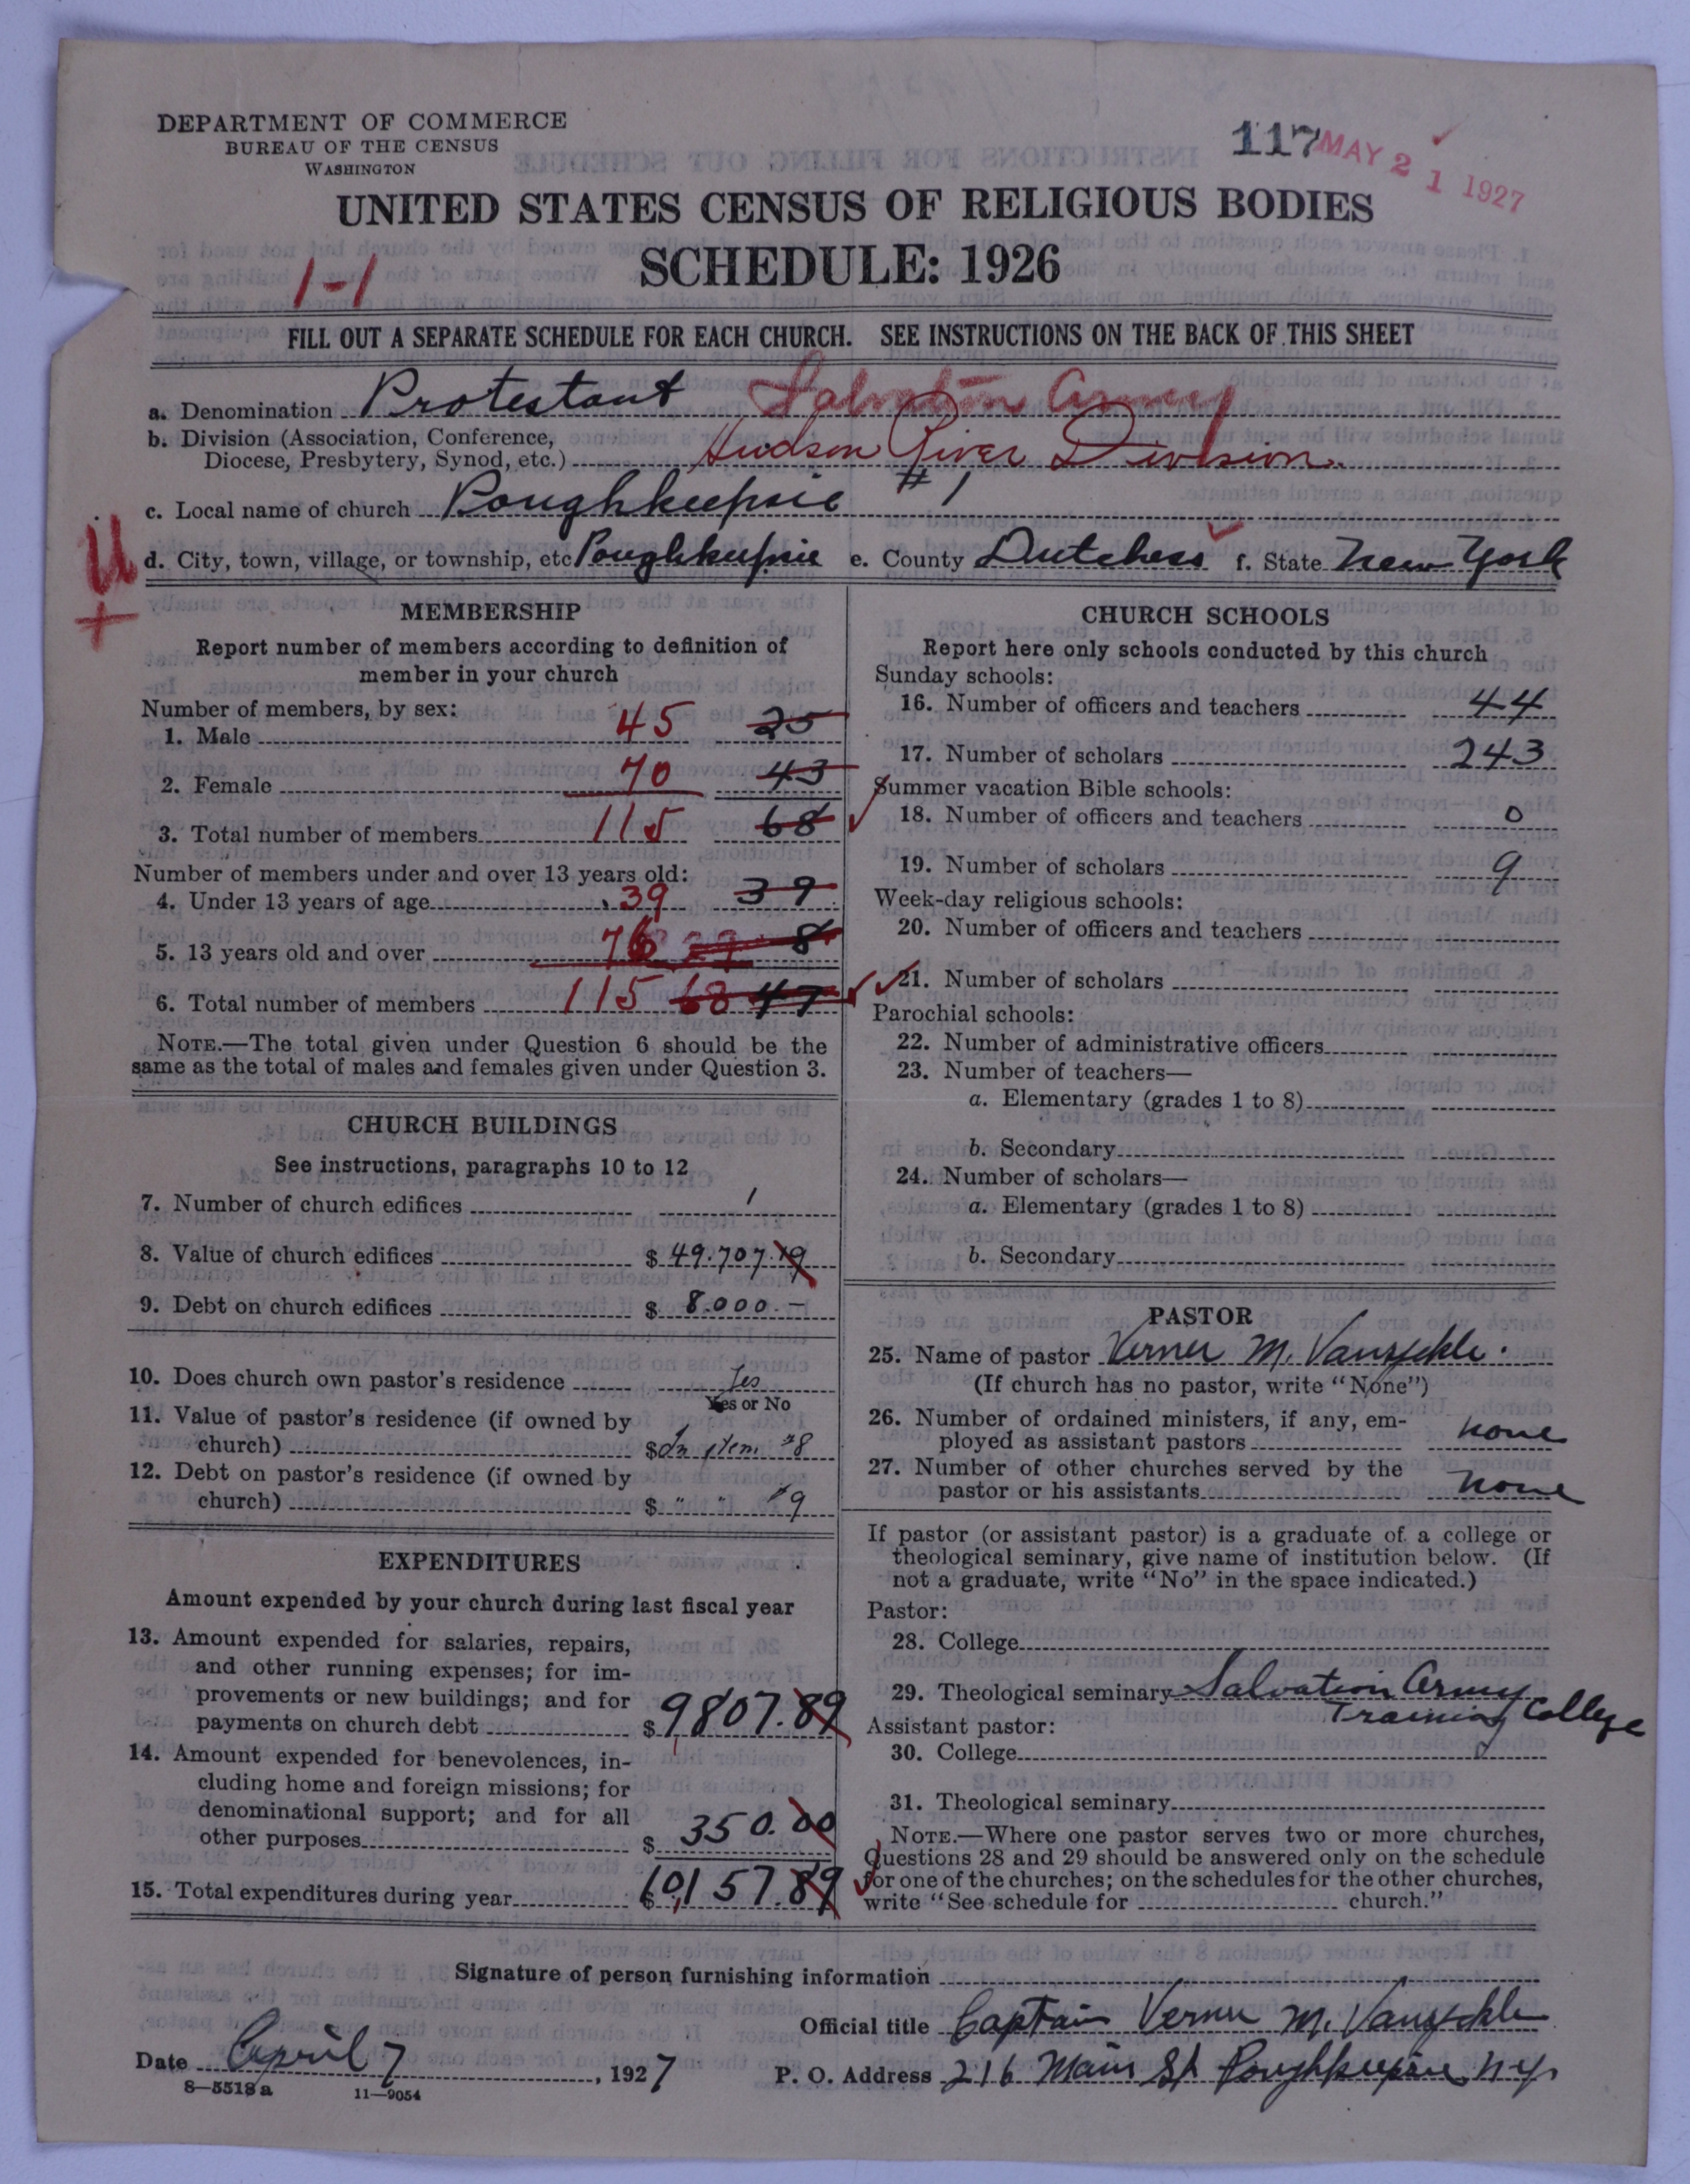 DEPARTMENT OF COMMERCE
BUREAU OF THE CENSUS
WASHINGTON
117 MAY 21 1927
UNITED STATES CENSUS OF RELIGIOUS BODIES
SCHEDULE: 1926
1-1
FILL OUT A SEPARATE SCHEDULE FOR EACH CHURCH. SEE INSTRUCTIONS ON THE BACK OF THIS SHEET
a. Denomination Protestant Salvation Army
b. Division (Association, Conference,
Diocese, Presbytery, Synod, etc.) Hudson River Division
c. Local name of church Poughkeepsie #1
U
+
d. City, town, village, or township, etc Poughkeepsie e. County Dutchess f. State New York
MEMBERSHIP
Report number of members according to definition of
member in your church
Number of members, by sex:
1. Male 45 25
2. Female 70 43
3. Total number of members 115 68
Number of members under and over 13 years old:
4. Under 13 years of age 39 39
5. 13 years old and over 76 29 8
6. Total number of members 115 68 47
NOTE.—The total given under Question 6 should be the
same as the total of males and females given under Question 3.
CHURCH BUILDINGS
See instructions, paragraphs 10 to 12
7. Number of church edifices 1
8. Value of church edifices $ 49.707.19
9. Debt on church edifices $ 8.000.-
10. Does church own pastor's residence Yes
Yes or No
11. Value of pastor's residence (if owned by
church) $ In item #8
12. Debt on pastor's residence (if owned by
church) $ " " #9
EXPENDITURES
Amount expended by your church during last fiscal year
13. Amount expended for salaries, repairs,
and other running expenses; for im-
provements or new buildings; and for
payments on church debt $ 9,807.89
14. Amount expended for benevolences, in-
cluding home and foreign missions; for
denominational support; and for all
other purposes $ 350.00
15. Total expenditures during year $ 10,157.89
CHURCH SCHOOLS
Report here only schools conducted by this church
Sunday schools:
16. Number of officers and teachers 44
17. Number of scholars 243
Summer vacation Bible schools:
18. Number of officers and teachers 0
19. Number of scholars 9
Week-day religious schools:
20. Number of officers and teachers
21. Number of scholars
Parochial schools:
22. Number of administrative officers
23. Number of teachers—
a. Elementary (grades 1 to 8)
b. Secondary
24. Number of scholars—
a. Elementary (grades 1 to 8)
b. Secondary
PASTOR
25. Name of pastor Verner M.
(If church has no pastor, write "None")
26. Number of ordained ministers, if any, em-
ployed as assistant pastors none
27. Number of other churches served by the
pastor or his assistants none
If pastor (or assistant pastor) is a graduate of a college or
theological seminary, give name of institution below. (If
not a graduate, write "No" in the space indicated.)
Pastor:
28. College
29. Theological seminary Salvation Army
Training College
Assistant pastor:
30. College
31. Theological seminary
NOTE.—Where one pastor serves two or more churches,
Questions 28 and 29 should be answered only on the schedule
for one of the churches; on the schedules for the other churches,
write "See schedule for church."
Signature of person furnishing information
Official title Captain Verner M.
Date April 7, 1927
P. O. Address 216 Main St Poughkeepsie N.Y.
8—5518a 11—9054